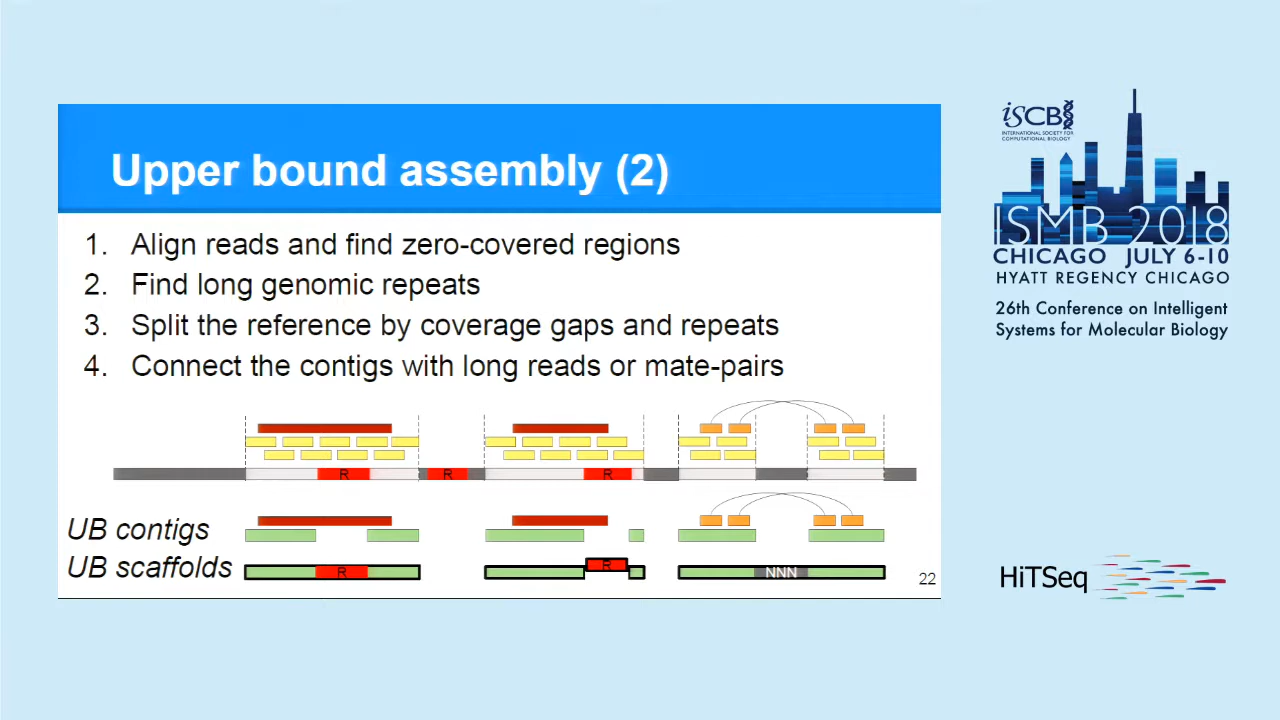 Upper bound assembly (2)
1. Align reads and find zero-covered regions
2. Find long genomic repeats
3. Split the reference by coverage gaps and repeats
4. Connect the contigs with long reads or mate-pairs
R
R
R
UB contigs
UB scaffolds
R
R
NNN
22
iSCB
INTERNATIONAL SOCIETY FOR
COMPUTATIONAL BIOLOGY
ISMB 2018
CHICAGO JULY 6-10
HYATT REGENCY CHICAGO
26th Conference on Intelligent
Systems for Molecular Biology
HiTSeq